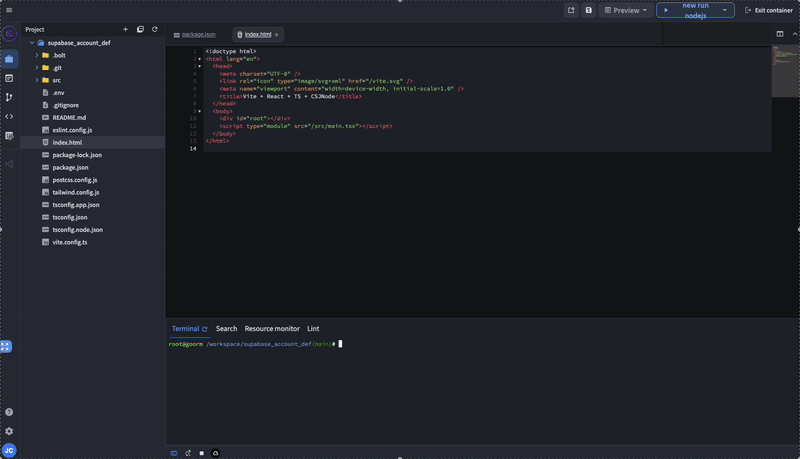 new run
nodejs
Preview
Exit container
Project
package.json
index.html
supabase_account_def
.bolt
.git
src
.env
.gitignore
README.md
eslint.config.js
index.html
package-lock.json
package.json
postcss.config.js
tailwind.config.js
tsconfig.app.json
tsconfig.json
tsconfig.node.json
vite.config.ts
1 <!doctype html>
2 <html lang="en">
3 <head>
4 <meta charset="UTF-8" />
5 <link rel="icon" type="image/svg+xml" href="/vite.svg" />
6 <meta name="viewport" content="width=device-width, initial-scale=1.0" />
7 <title>Vite + React + TS + CSJNode</title>
8 </head>
9 <body>
10 <div id="root"></div>
11 <script type="module" src="/src/main.tsx"></script>
12 </body>
13 </html>
14
Terminal Search Resource monitor Lint
root@goorm /workspace/supabase_account_def(main)#
JC